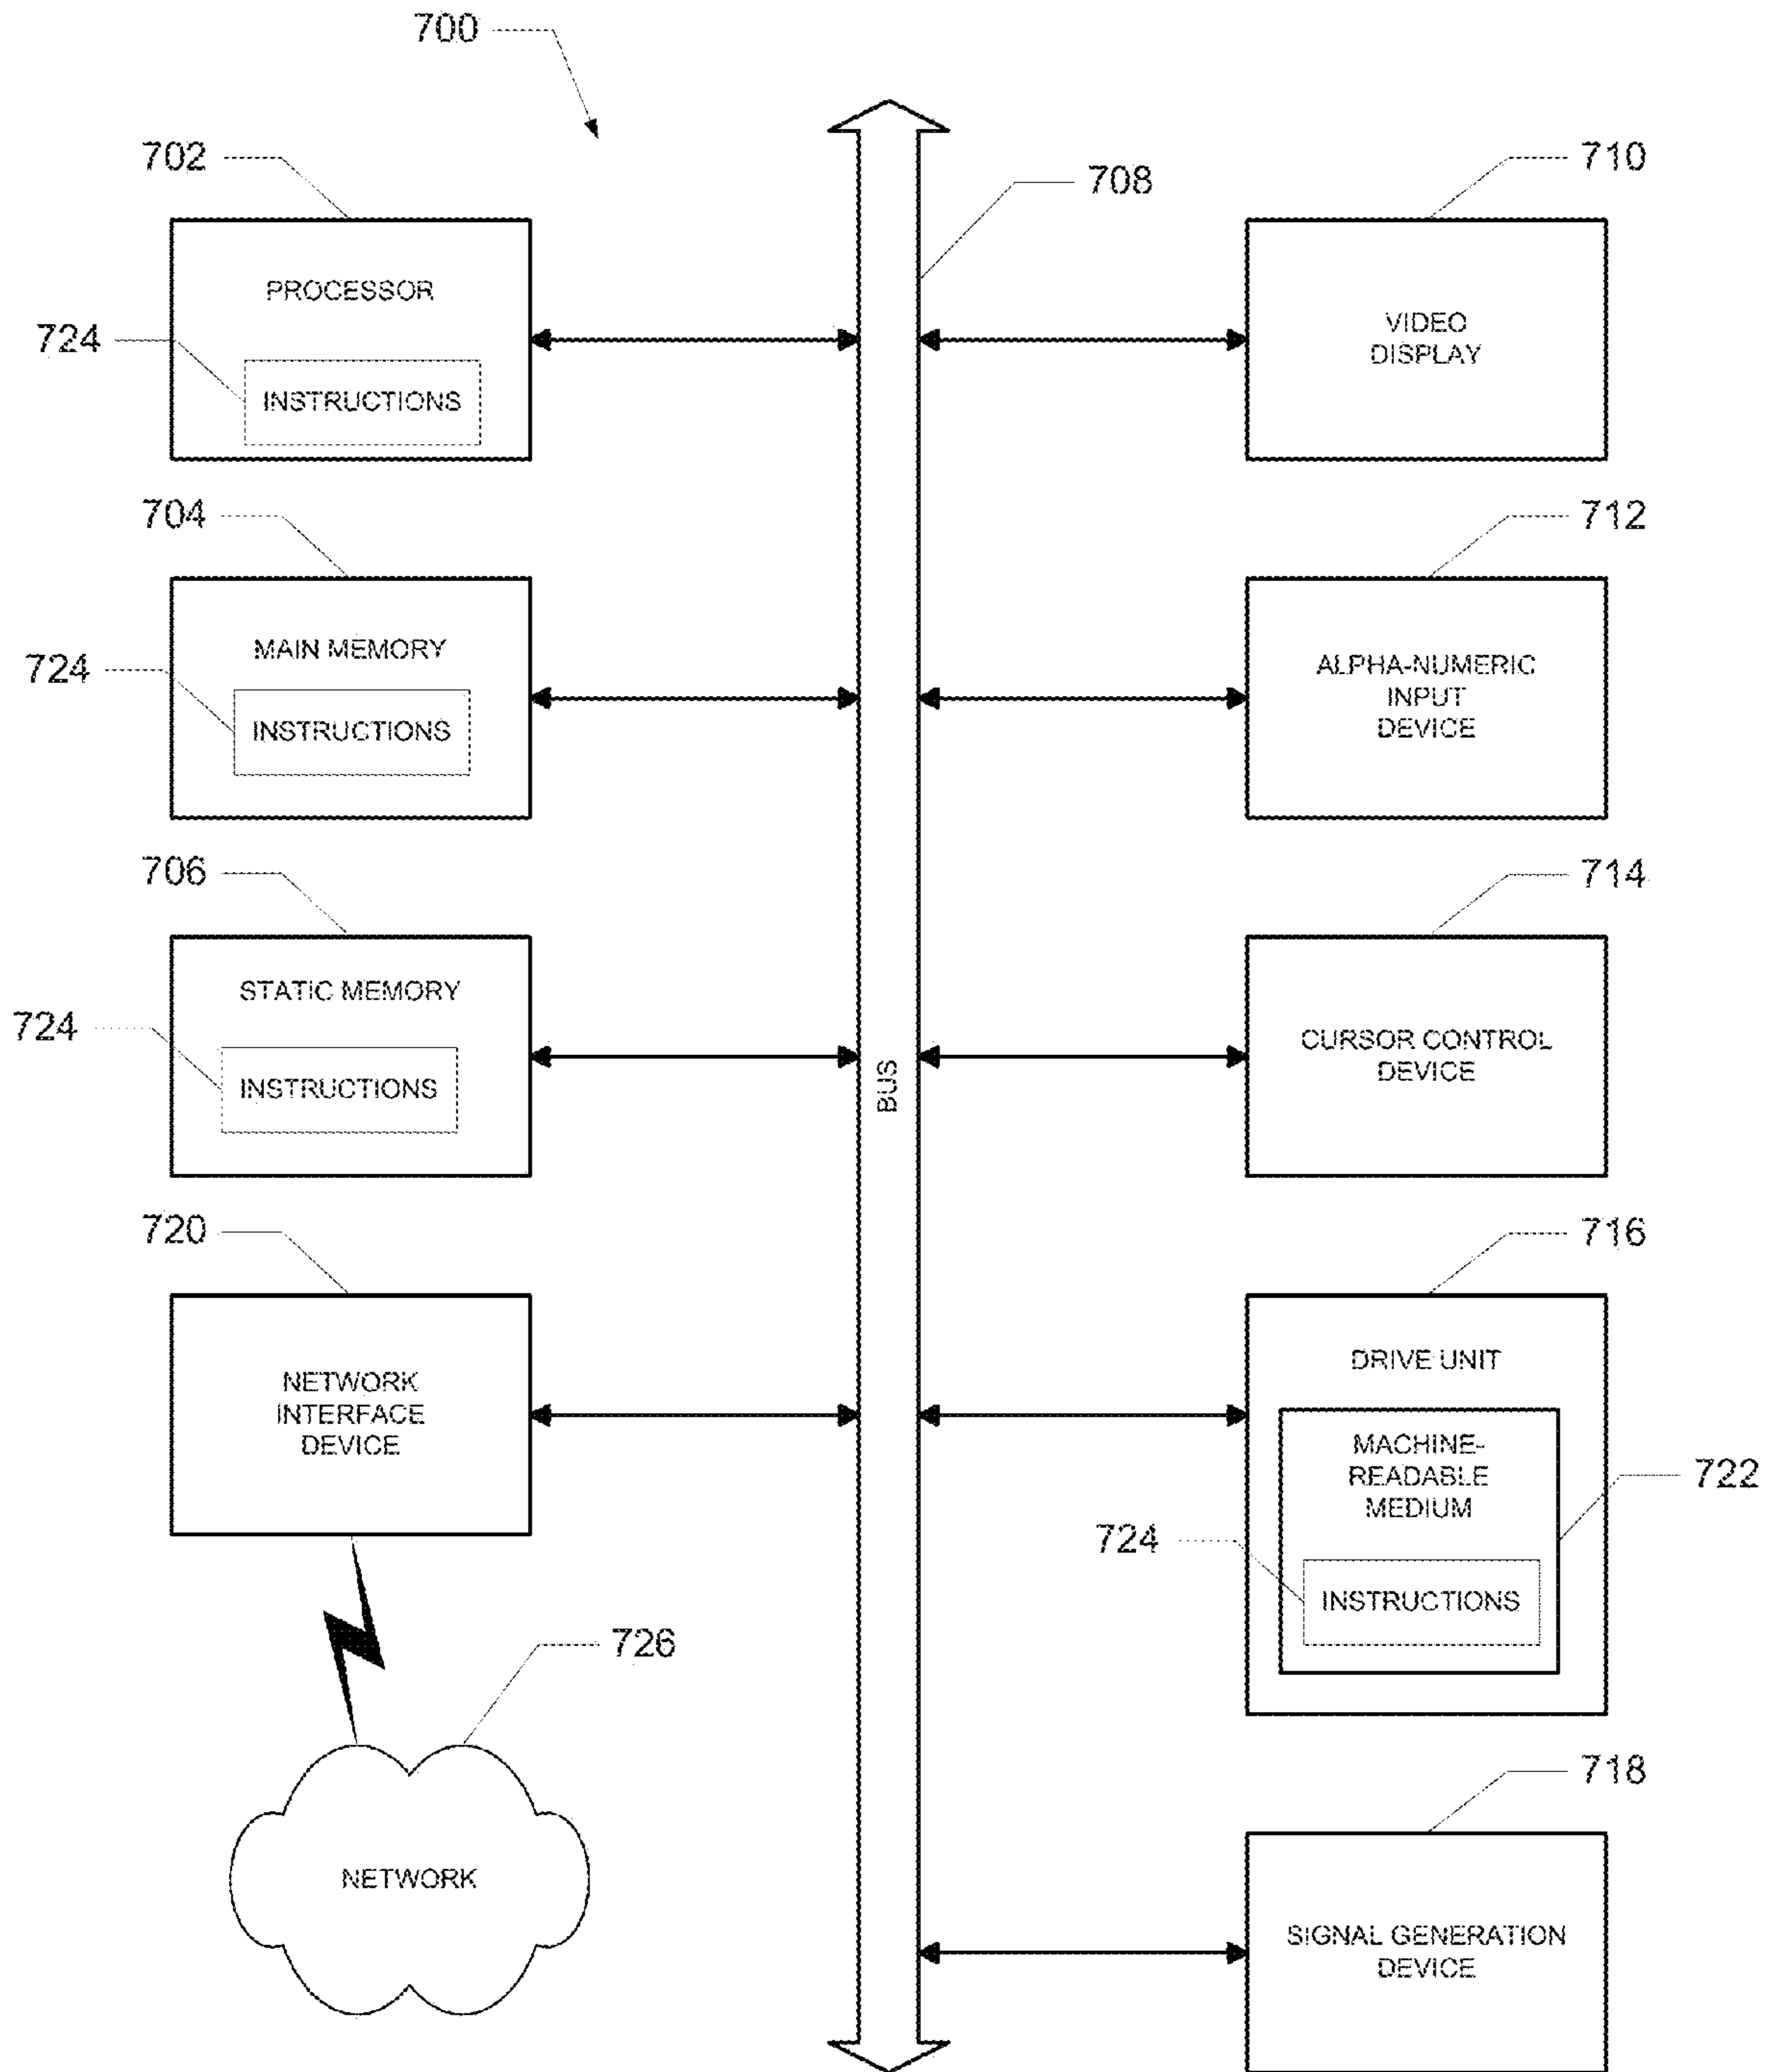 700
702
PROCESSOR
724
INSTRUCTIONS
704
MAIN MEMORY
724
INSTRUCTIONS
706
STATIC MEMORY
724
INSTRUCTIONS
720
NETWORK
INTERFACE
DEVICE
726
NETWORK
708
BUS
710
VIDEO
DISPLAY
712
ALPHA-NUMERIC
INPUT
DEVICE
714
CURSOR CONTROL
DEVICE
716
DRIVE UNIT
MACHINE-
READABLE
MEDIUM
722
724
INSTRUCTIONS
718
SIGNAL GENERATION
DEVICE